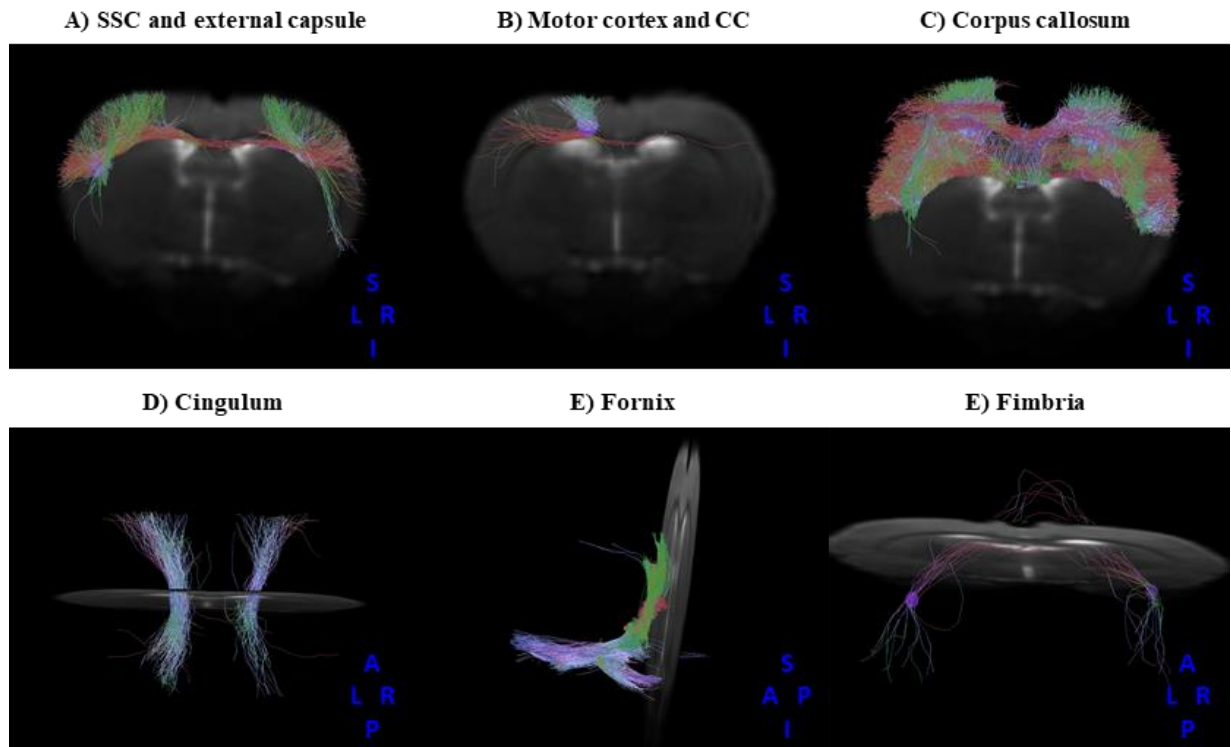 A) SSC and external capsule
B) Motor cortex and CC
C) Corpus callosum
S
L R
I
S
L R
I
S
L R
I
D) Cingulum
E) Fornix
E) Fimbria
A
L R
P
S
A P
I
A
L R
P